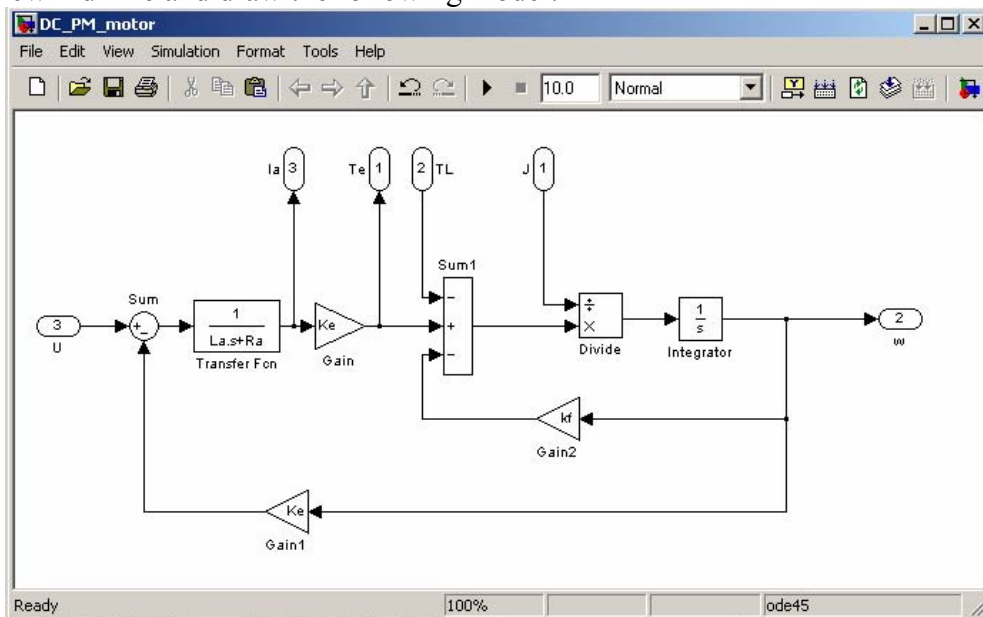 DC_PM_motor
File Edit View Simulation Format Tools Help
10.0 Normal
Ia 3
Te 1
2 TL
J 1
Sum1
Sum
+
-
3
U
1
La.s+Ra
Transfer Fcn
Ke
Gain
-
+
-
÷
×
Divide
1
s
Integrator
2
w
kf
Gain2
Ke
Gain1
Ready 100% ode45